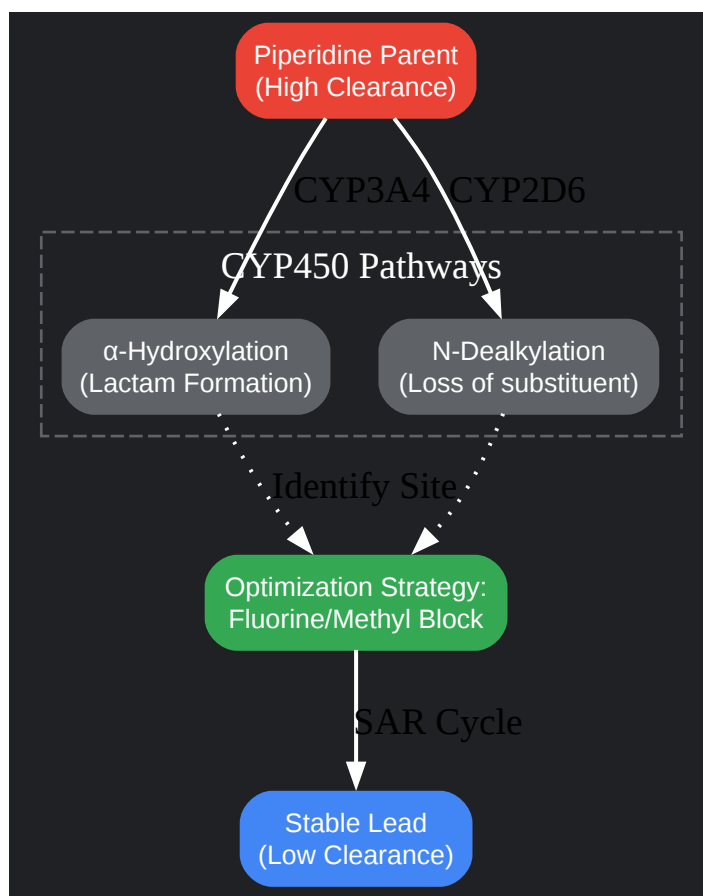 Piperidine Parent
(High Clearance)
CYP3A4 CYP2D6
CYP450 Pathways
α-Hydroxylation
(Lactam Formation)
N-Dealkylation
(Loss of substituent)
Identify Site
Optimization Strategy:
Fluorine/Methyl Block
SAR Cycle
Stable Lead
(Low Clearance)